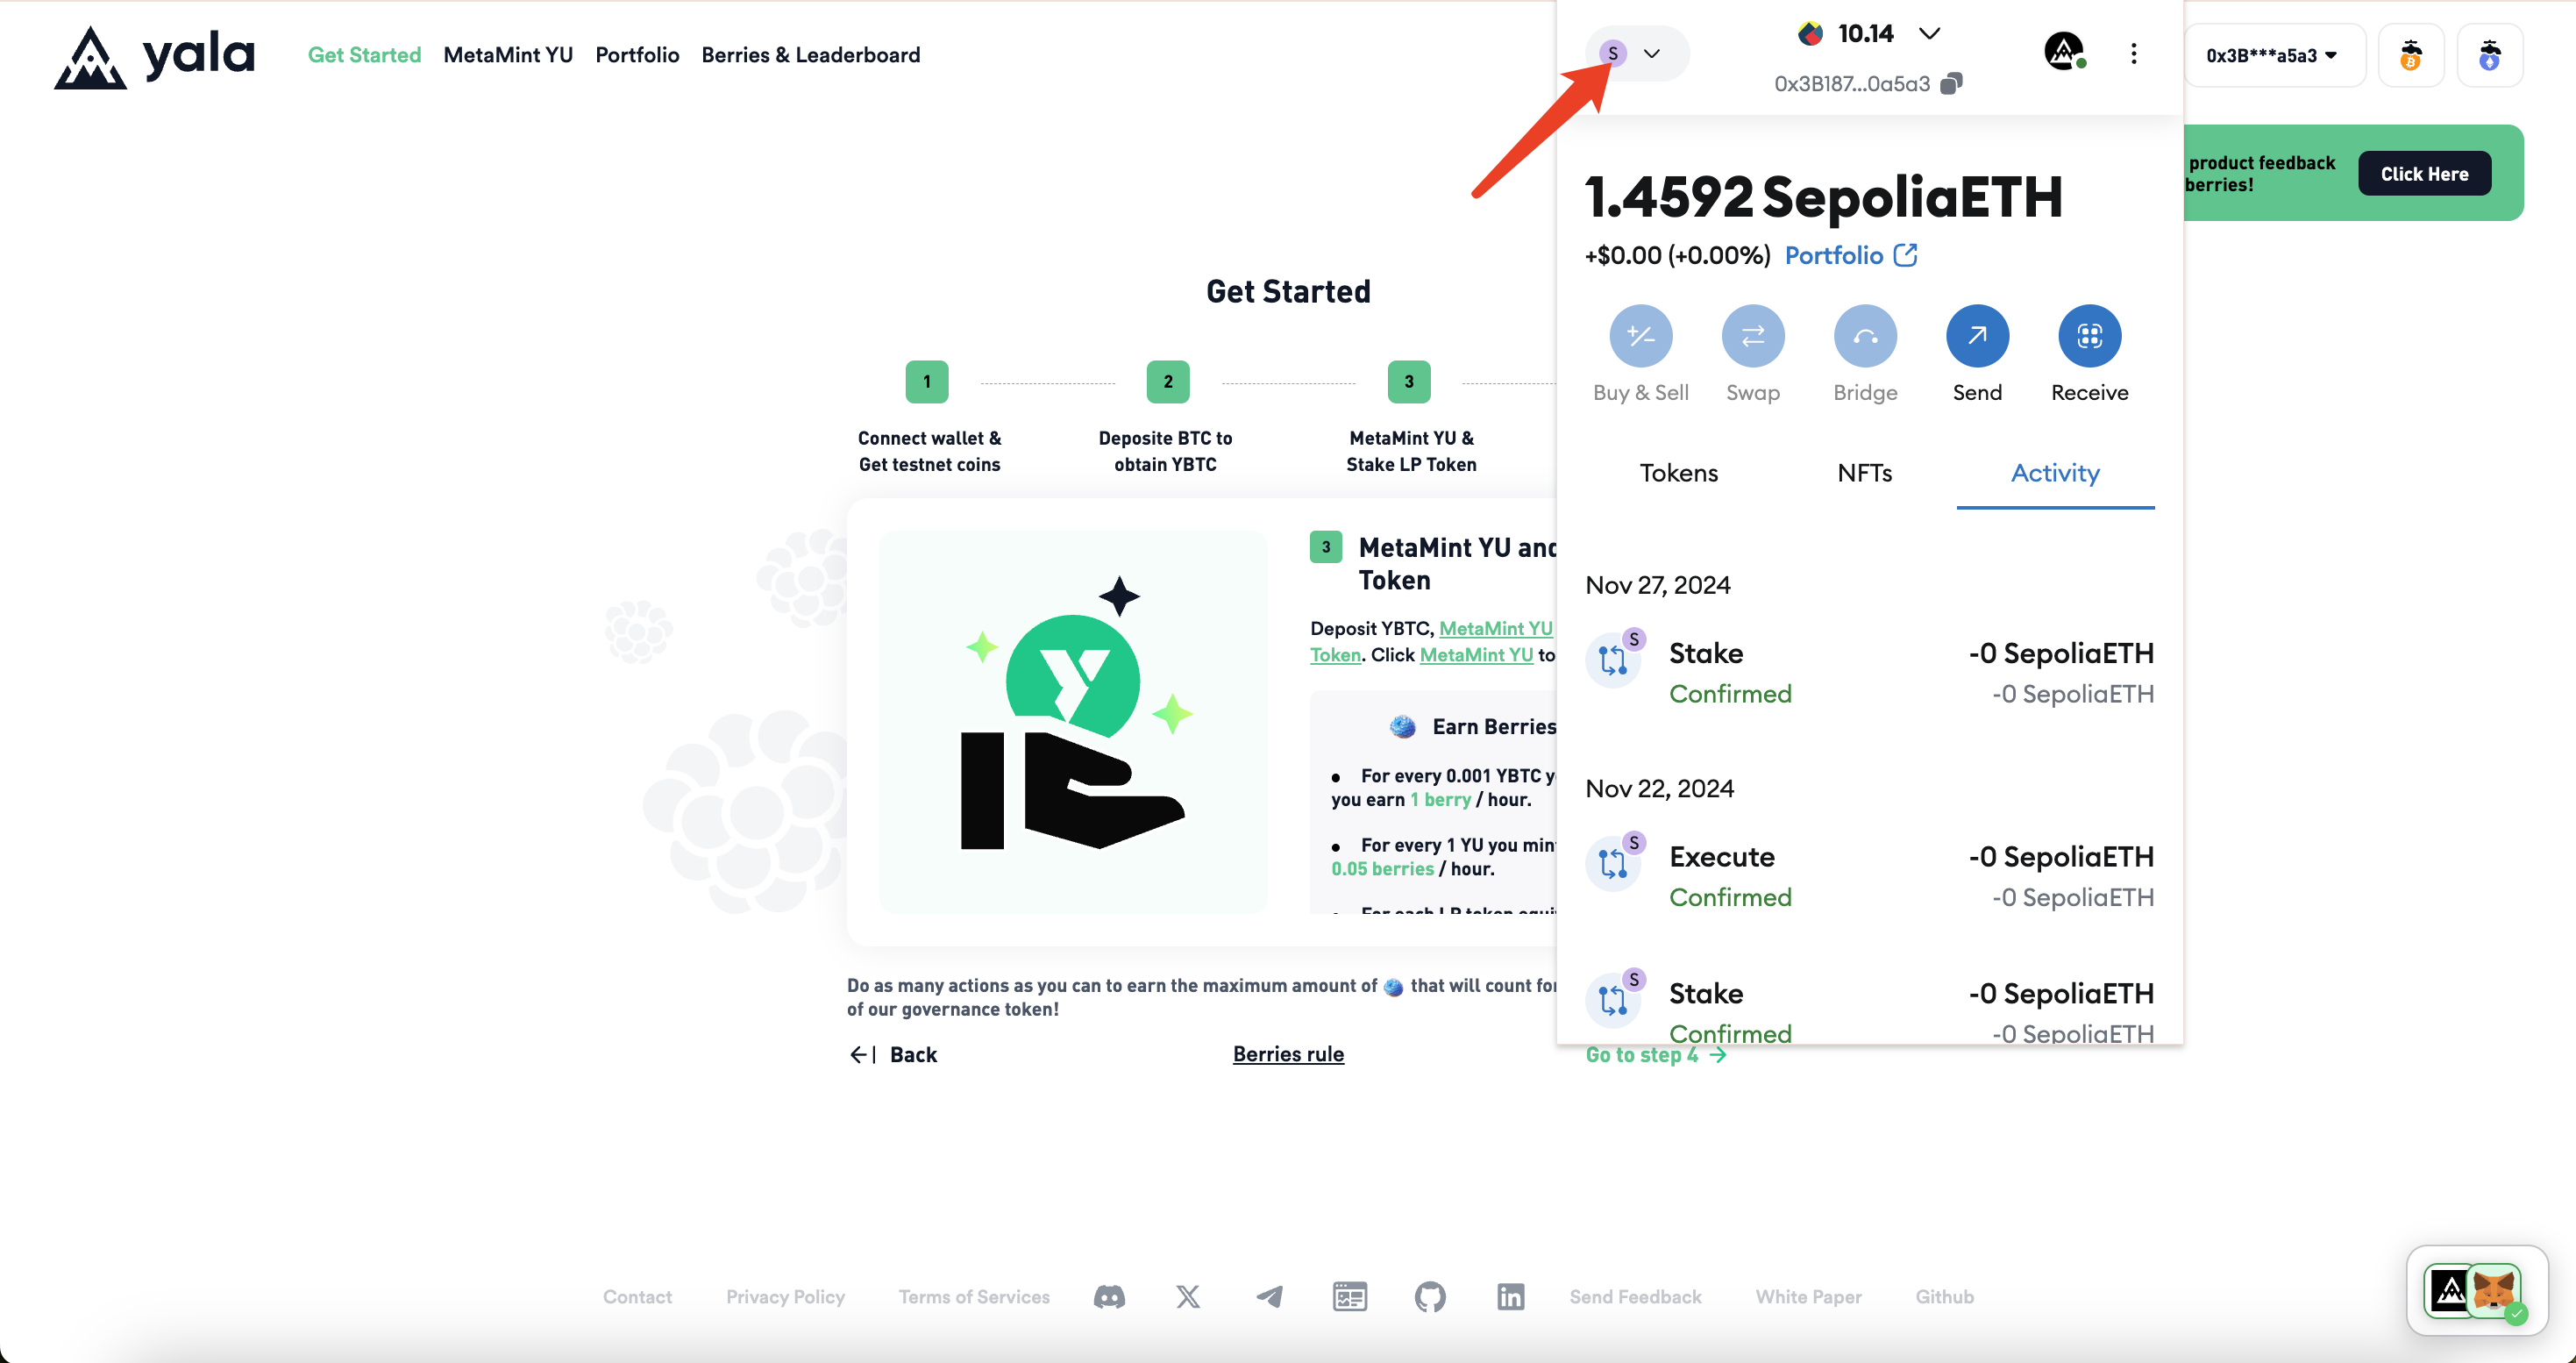 yala
Get Started
MetaMint YU
Portfolio
Berries & Leaderboard
S
10.14
0x3B187...0a5a3
0x3B***a5a3
product feedback
berries!
Click Here
1.4592 SepoliaETH
+$0.00 (+0.00%) Portfolio
Buy & Sell
Swap
Bridge
Send
Receive
Tokens
NFTs
Activity
Nov 27, 2024
S
Stake
-0 SepoliaETH
Confirmed
-0 SepoliaETH
Nov 22, 2024
S
Execute
-0 SepoliaETH
Confirmed
-0 SepoliaETH
S
Stake
-0 SepoliaETH
Confirmed
-0 SepoliaETH
Get Started
1
2
3
Connect wallet &
Get testnet coins
Deposite BTC to
obtain YBTC
MetaMint YU &
Stake LP Token
3
MetaMint YU and
Token
Deposit YBTC, MetaMint YU
Token. Click MetaMint YU to
Earn Berries
• For every 0.001 YBTC
you earn 1 berry / hour.
• For every 1 YU you
0.05 berries / hour.
• For each LP token
Do as many actions as you can to earn the maximum amount of that will count for
of our governance token!
Back
Berries rule
Go to step 4
Contact
Privacy Policy
Terms of Services
Send Feedback
White Paper
Github